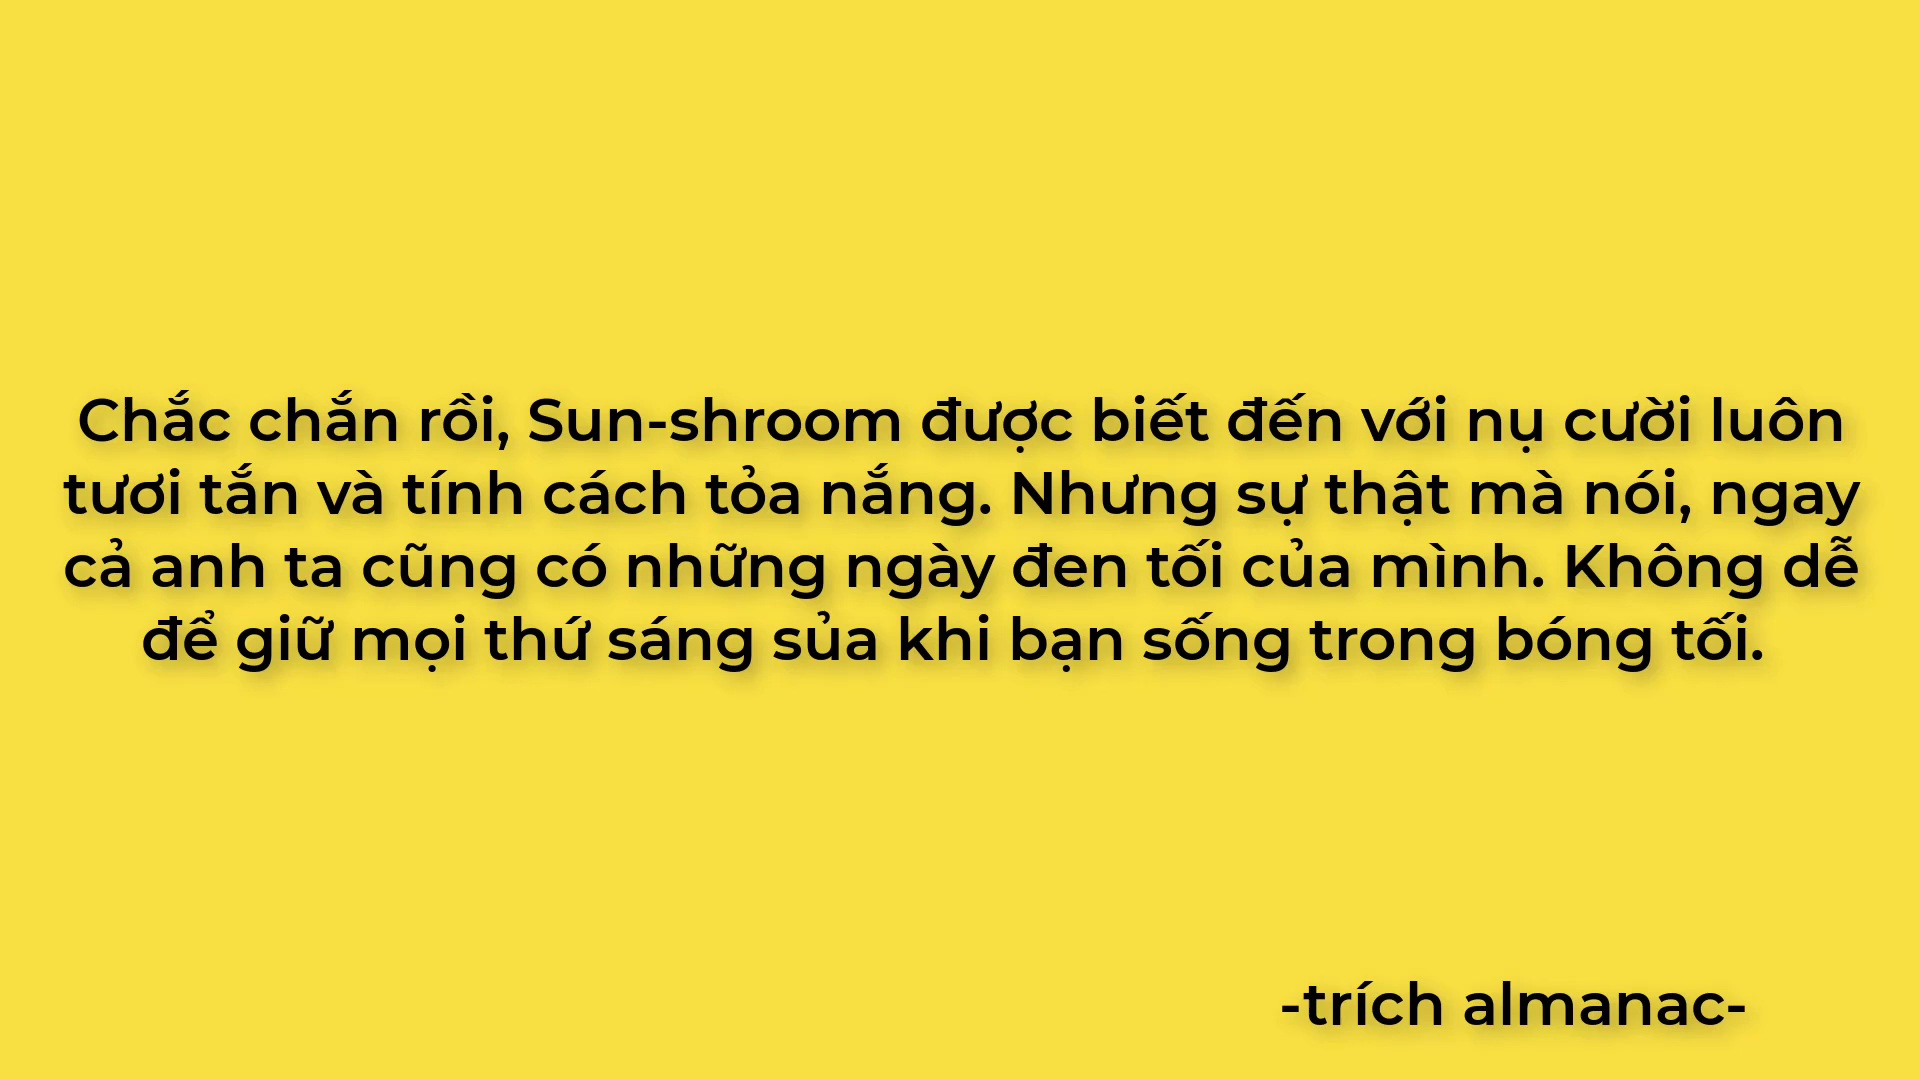 Chắc chắn rồi, Sun-shroom được biết đến với nụ cười luôn
tươi tắn và tính cách tỏa nắng. Nhưng sự thật mà nói, ngay
cả anh ta cũng có những ngày đen tối của mình. Không dễ
để giữ mọi thứ sáng sủa khi bạn sống trong bóng tối.
-trích almanac-